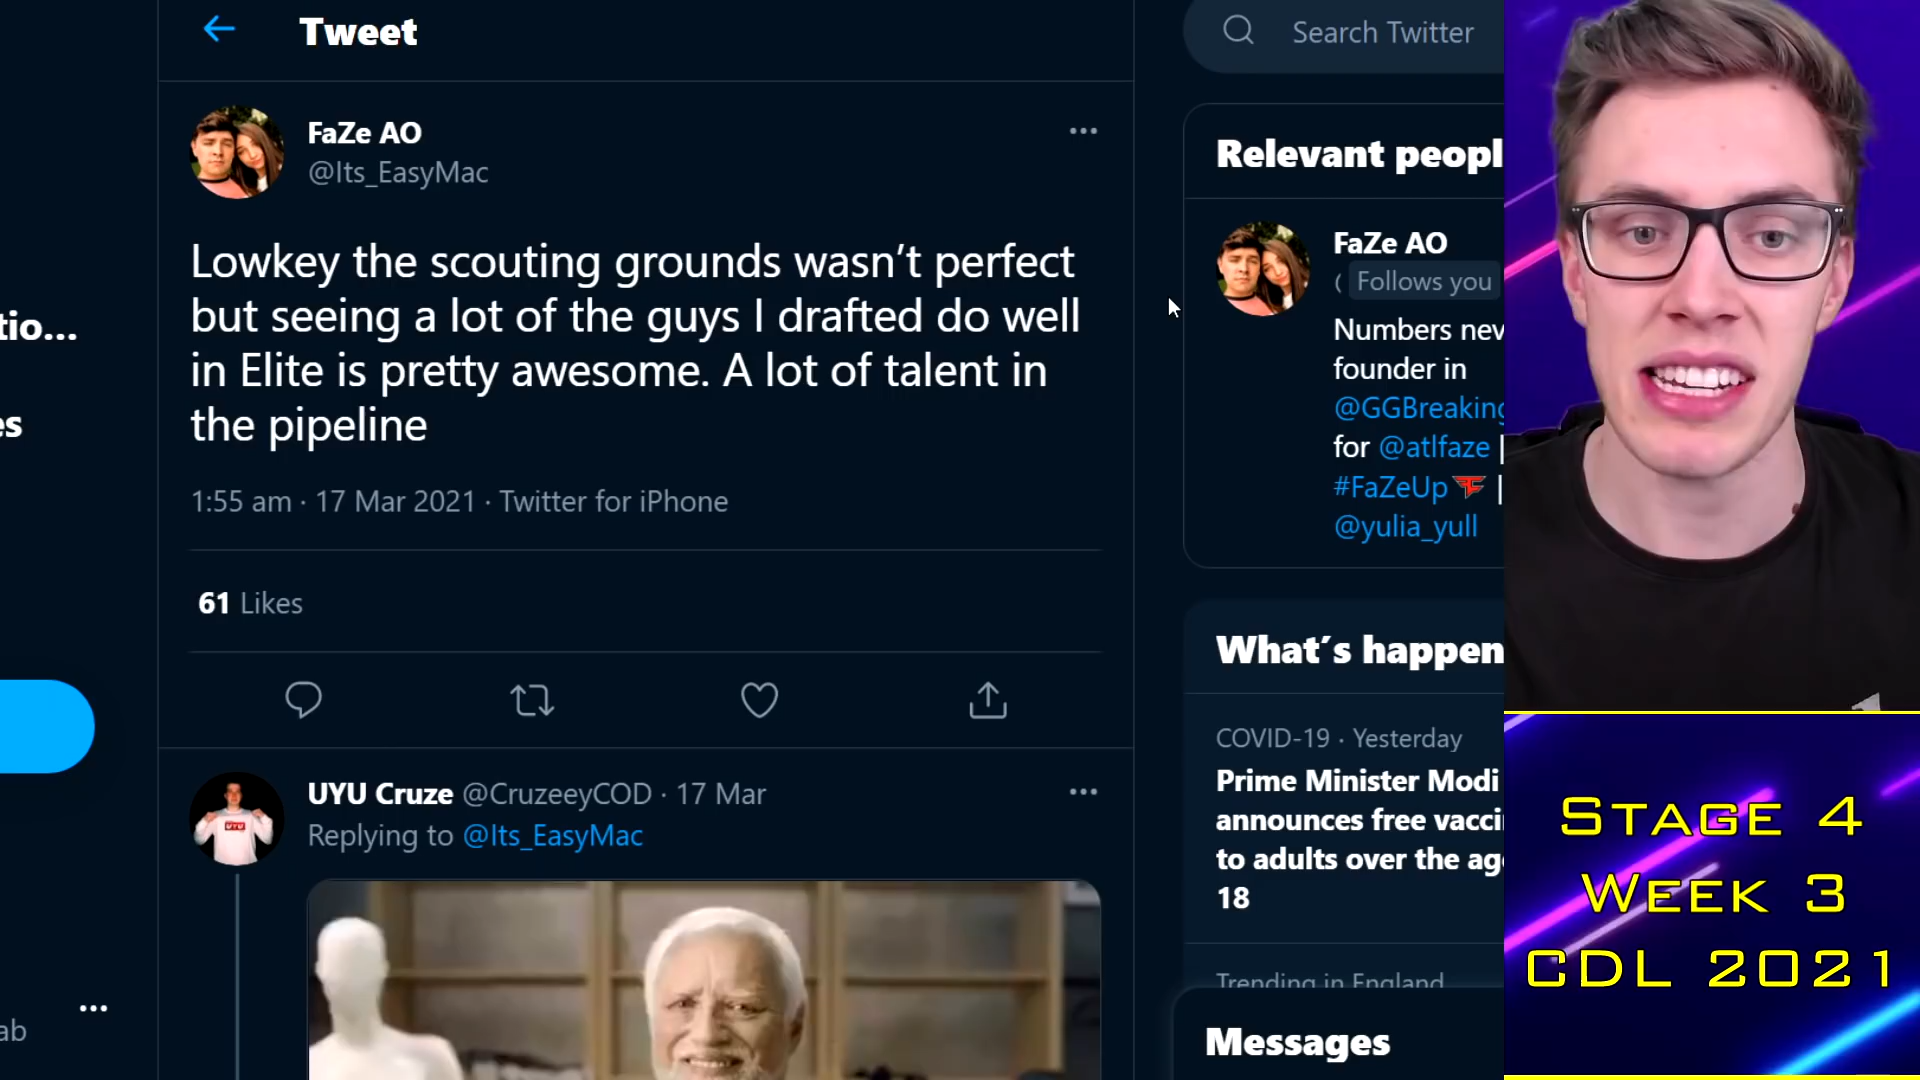 Tweet
FaZe AO
@Its_EasyMac
Lowkey the scouting grounds wasn't perfect
but seeing a lot of the guys I drafted do well
in Elite is pretty awesome. A lot of talent in
the pipeline
1:55 am · 17 Mar 2021 · Twitter for iPhone
61 Likes
UYU Cruze @CruzeeyCOD · 17 Mar
Replying to @Its_EasyMac
tio...
es
ab
Search Twitter
Relevant peopl
FaZe AO
( Follows you
Numbers nev
founder in
@GGBreaking
for @atlfaze |
#FaZeUp |
@yulia_yull
What's happen
COVID-19 · Yesterday
Prime Minister Modi
announces free vacci
to adults over the ag
18
Trending in England
Messages
Stage 4
Week 3
CDL 2021